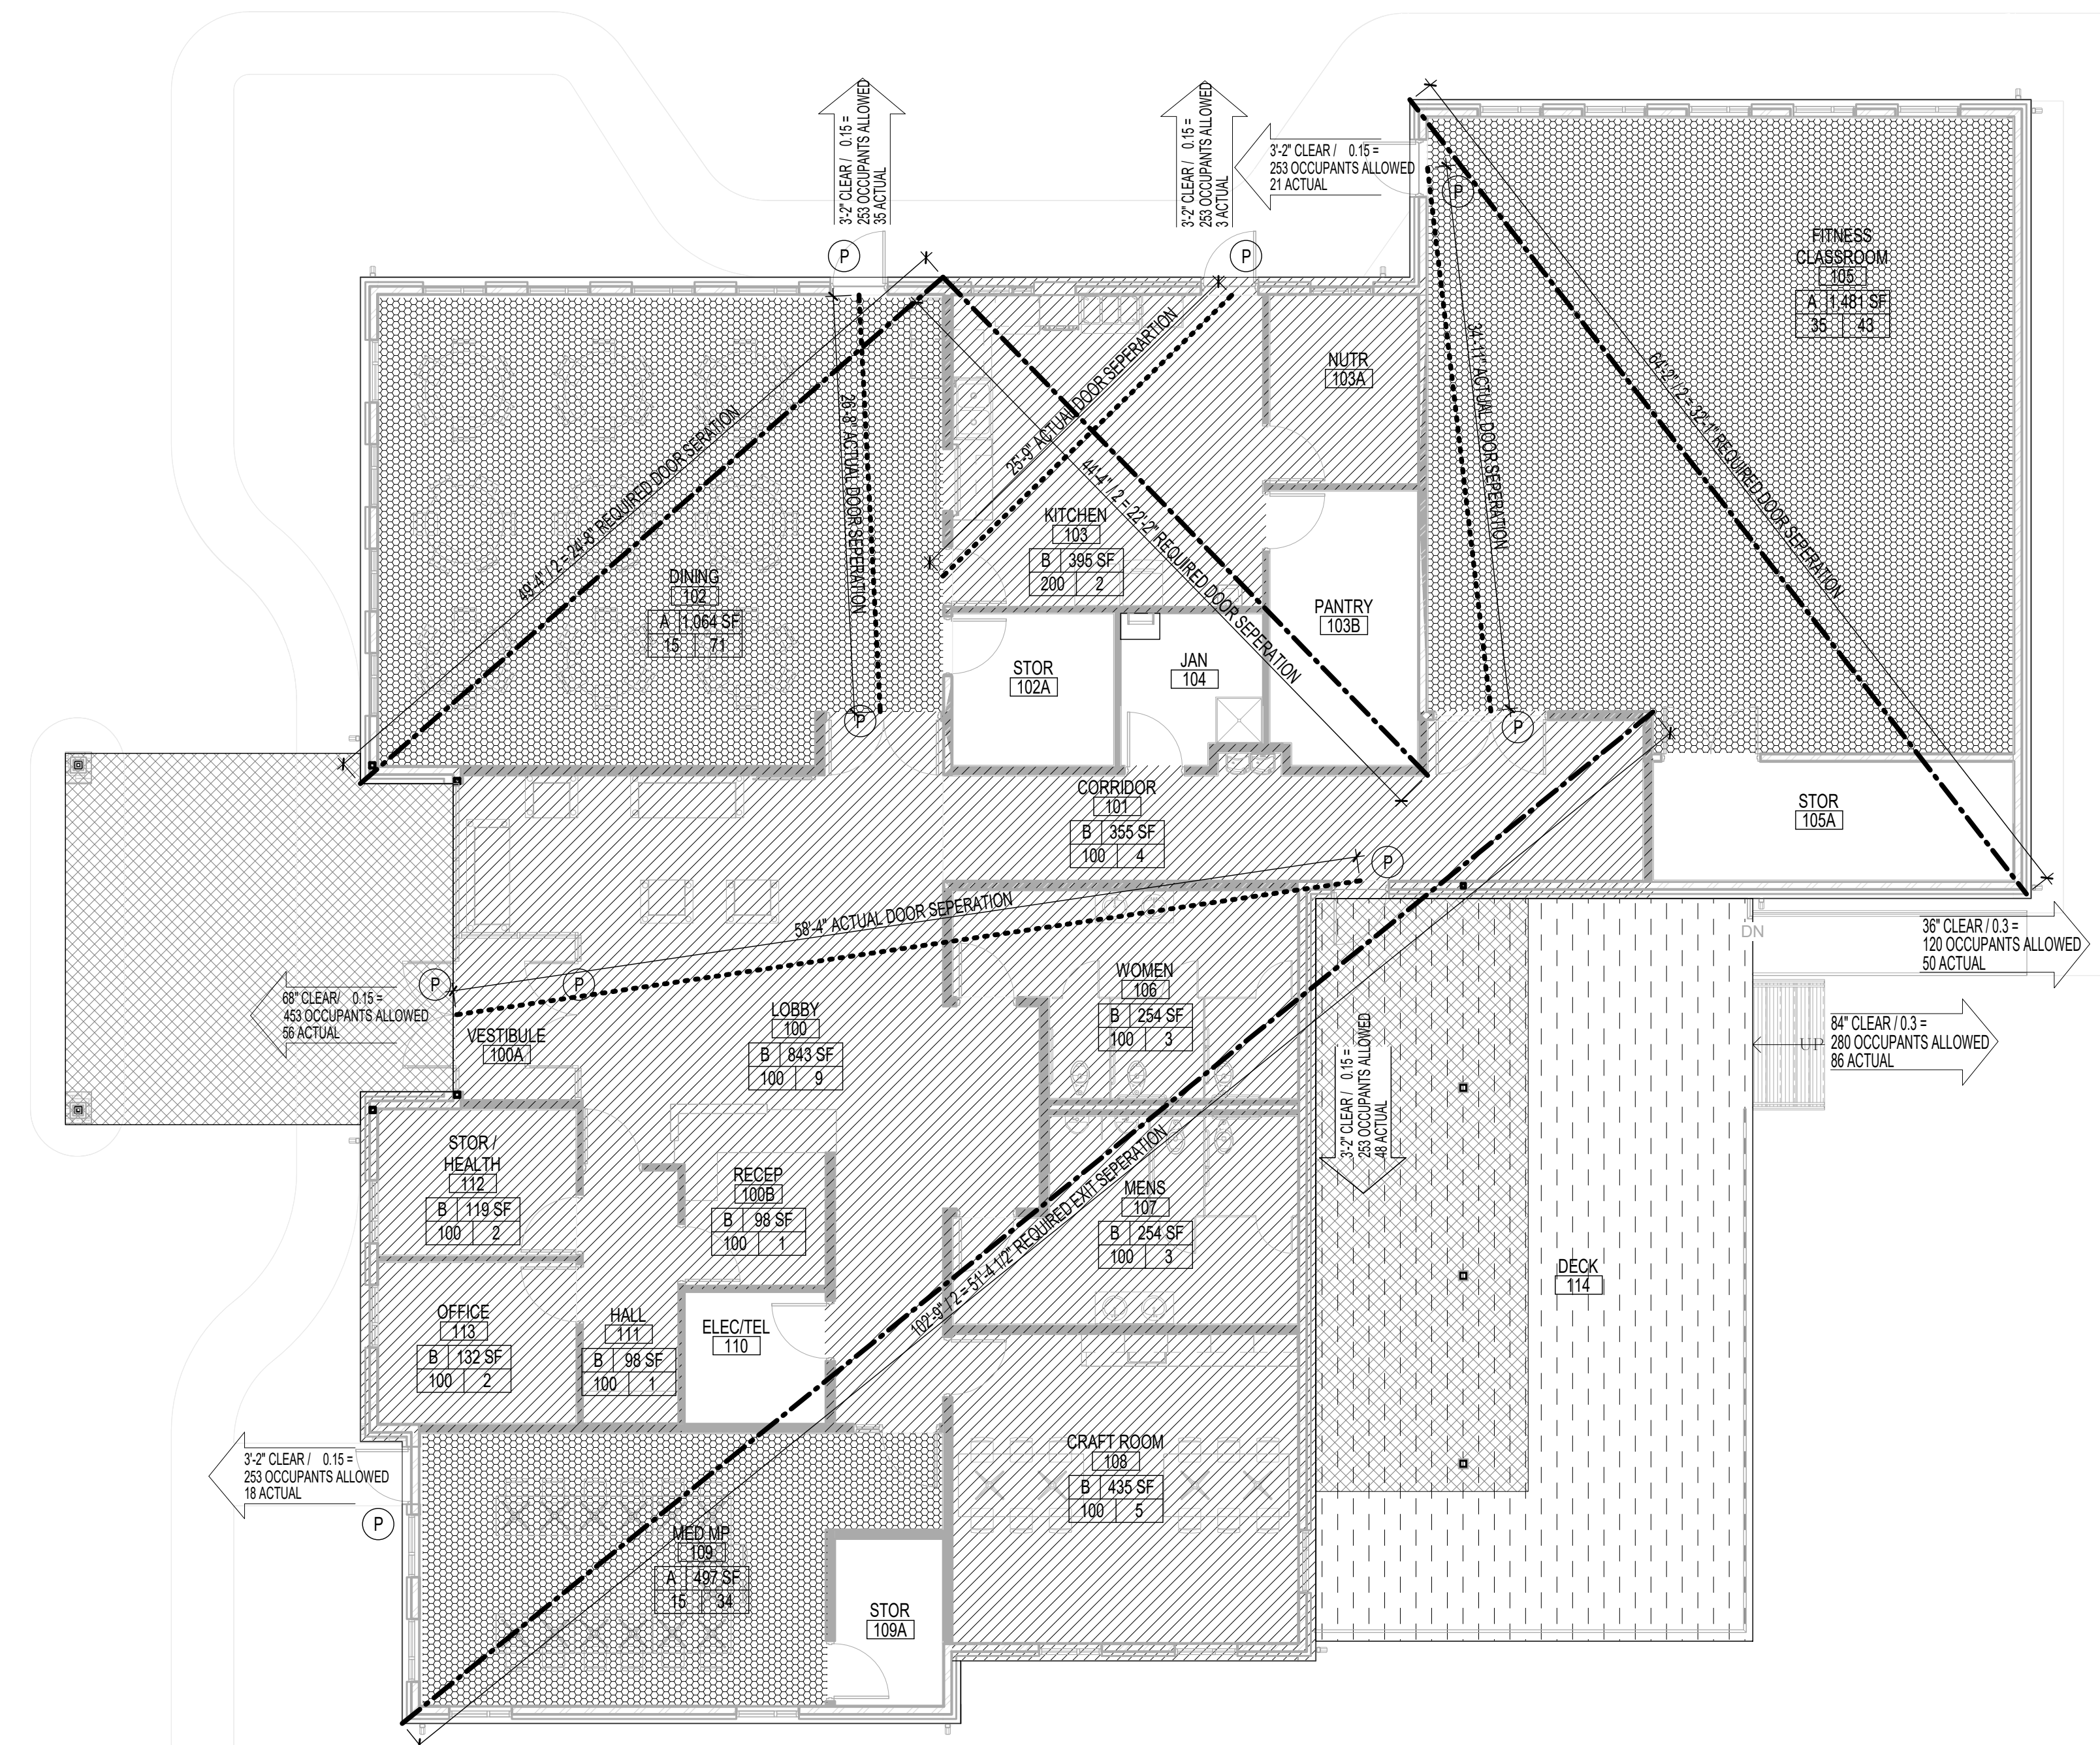 3'-2" CLEAR / 0.15 =
253 OCCUPANTS ALLOWED
35 ACTUAL
3'-2" CLEAR / 0.15 =
253 OCCUPANTS ALLOWED
3 ACTUAL
3'-2" CLEAR / 0.15 =
253 OCCUPANTS ALLOWED
21 ACTUAL
P
P
P
FITNESS
CLASSROOM
105
A 1,481 SF
35 43
34'-11" ACTUAL DOOR SEPERATION
64'-2" / 2 = 32'-1" REQUIRED DOOR SEPERATION
49'-4" / 2 = 24'-8" REQUIRED DOOR SERATION
26'-8" ACTUAL DOOR SEPERATION
25'-9" ACTUAL DOOR SEPERARTION
44'-4" / 2 = 22'-2" REQUIRED DOOR SEPERATION
NUTR
103A
KITCHEN
103
B 395 SF
200 2
DINING
102
A 1,064 SF
15 71
PANTRY
103B
STOR
102A
JAN
104
P
P
CORRIDOR
101
B 355 SF
100 4
STOR
105A
P
58'-4" ACTUAL DOOR SEPERATION
DN
36" CLEAR / 0.3 =
120 OCCUPANTS ALLOWED
50 ACTUAL
P
P
68" CLEAR/ 0.15 =
453 OCCUPANTS ALLOWED
56 ACTUAL
VESTIBULE
100A
LOBBY
100
B 843 SF
100 9
WOMEN
106
B 254 SF
100 3
3'-2" CLEAR / 0.15 =
253 OCCUPANTS ALLOWED
48 ACTUAL
UP
84" CLEAR / 0.3 =
280 OCCUPANTS ALLOWED
86 ACTUAL
STOR /
HEALTH
112
B 119 SF
100 2
RECEP
100B
B 98 SF
100 1
MENS
107
B 254 SF
100 3
102'-9" / 2 = 51'-4 1/2" REQUIRED EXIT SEPERATION
DECK
114
OFFICE
113
B 132 SF
100 2
HALL
111
B 98 SF
100 1
ELEC/TEL
110
3'-2" CLEAR / 0.15 =
253 OCCUPANTS ALLOWED
18 ACTUAL
P
CRAFT ROOM
108
B 435 SF
100 5
MED MP
109
A 497 SF
15 34
STOR
109A